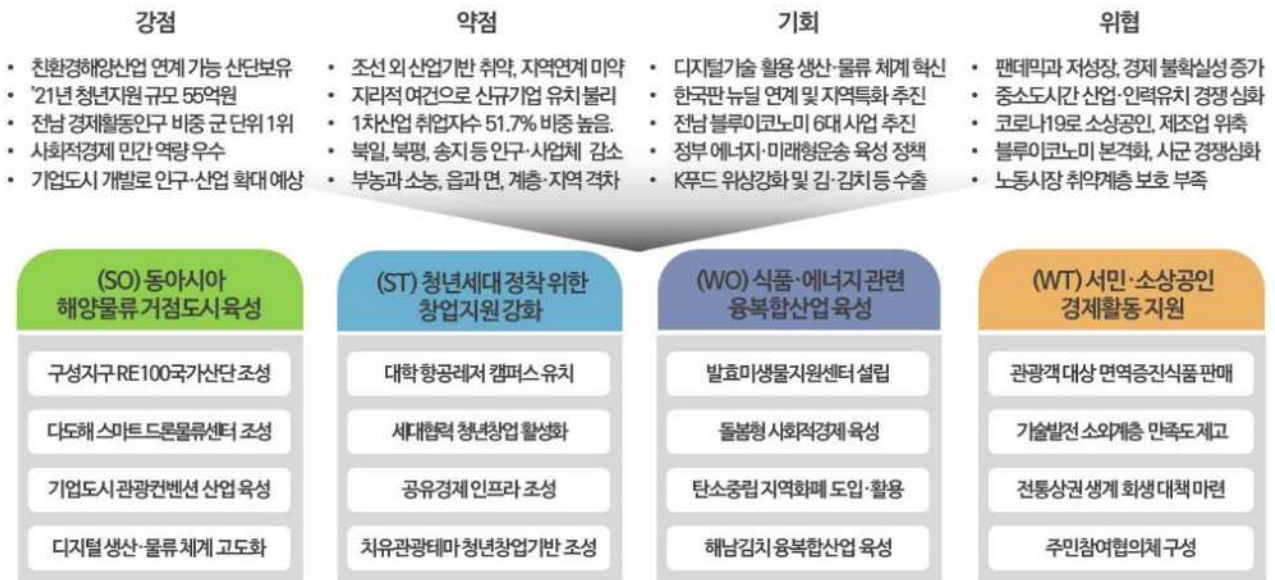 강점
• 친환경해양산업 연계 가능 산단보유
• '21년 청년지원 규모 55억원
• 전남 경제활동인구 비중 군 단위 1위
• 사회적경제 민간 역량 우수
• 기업도시 개발로 인구·산업 확대 예상
약점
• 조선 외 산업기반 취약, 지역연계 미약
• 지리적 여건으로 신규기업 유치 불리
• 1차산업 취업자수 51.7% 비중 높음.
• 북일, 북평, 송지 등 인구·사업체 감소
• 부농과 소농, 읍과 면, 계층·지역 격차
기회
• 디지털기술 활용 생산·물류 체계 혁신
• 한국판 뉴딜 연계 및 지역특화 추진
• 전남 블루이코노미 6대 사업 추진
• 정부 에너지·미래형운송 육성 정책
• K푸드 위상강화 및 김·김치 등 수출
위협
• 팬데믹과 저성장, 경제 불확실성 증가
• 중소도시간 산업·인력유치 경쟁 심화
• 코로나19로 소상공인, 제조업 위축
• 블루이코노미 본격화, 시군 경쟁심화
• 노동시장 취약계층 보호 부족
(SO) 동아시아
해양물류 거점도시 육성
구성지구 RE100국가산단 조성
다도해 스마트 드론물류센터 조성
기업도시 관광컨벤션 산업 육성
디지털 생산·물류 체계 고도화
(ST) 청년세대 정착 위한
창업지원 강화
대학 항공레저 캠퍼스 유치
세대협력 청년창업 활성화
공유경제 인프라 조성
치유관광테마 청년창업기반 조성
(WO) 식품·에너지 관련
융복합산업 육성
발효미생물지원센터 설립
돌봄형 사회적경제 육성
탄소중립 지역화폐 도입·활용
해남김치 융복합산업 육성
(WT) 서민·소상공인
경제활동 지원
관광객 대상 면역증진식품 판매
기술발전 소외계층 만족도 제고
전통상권 생계 회생 대책 마련
주민참여협의체 구성